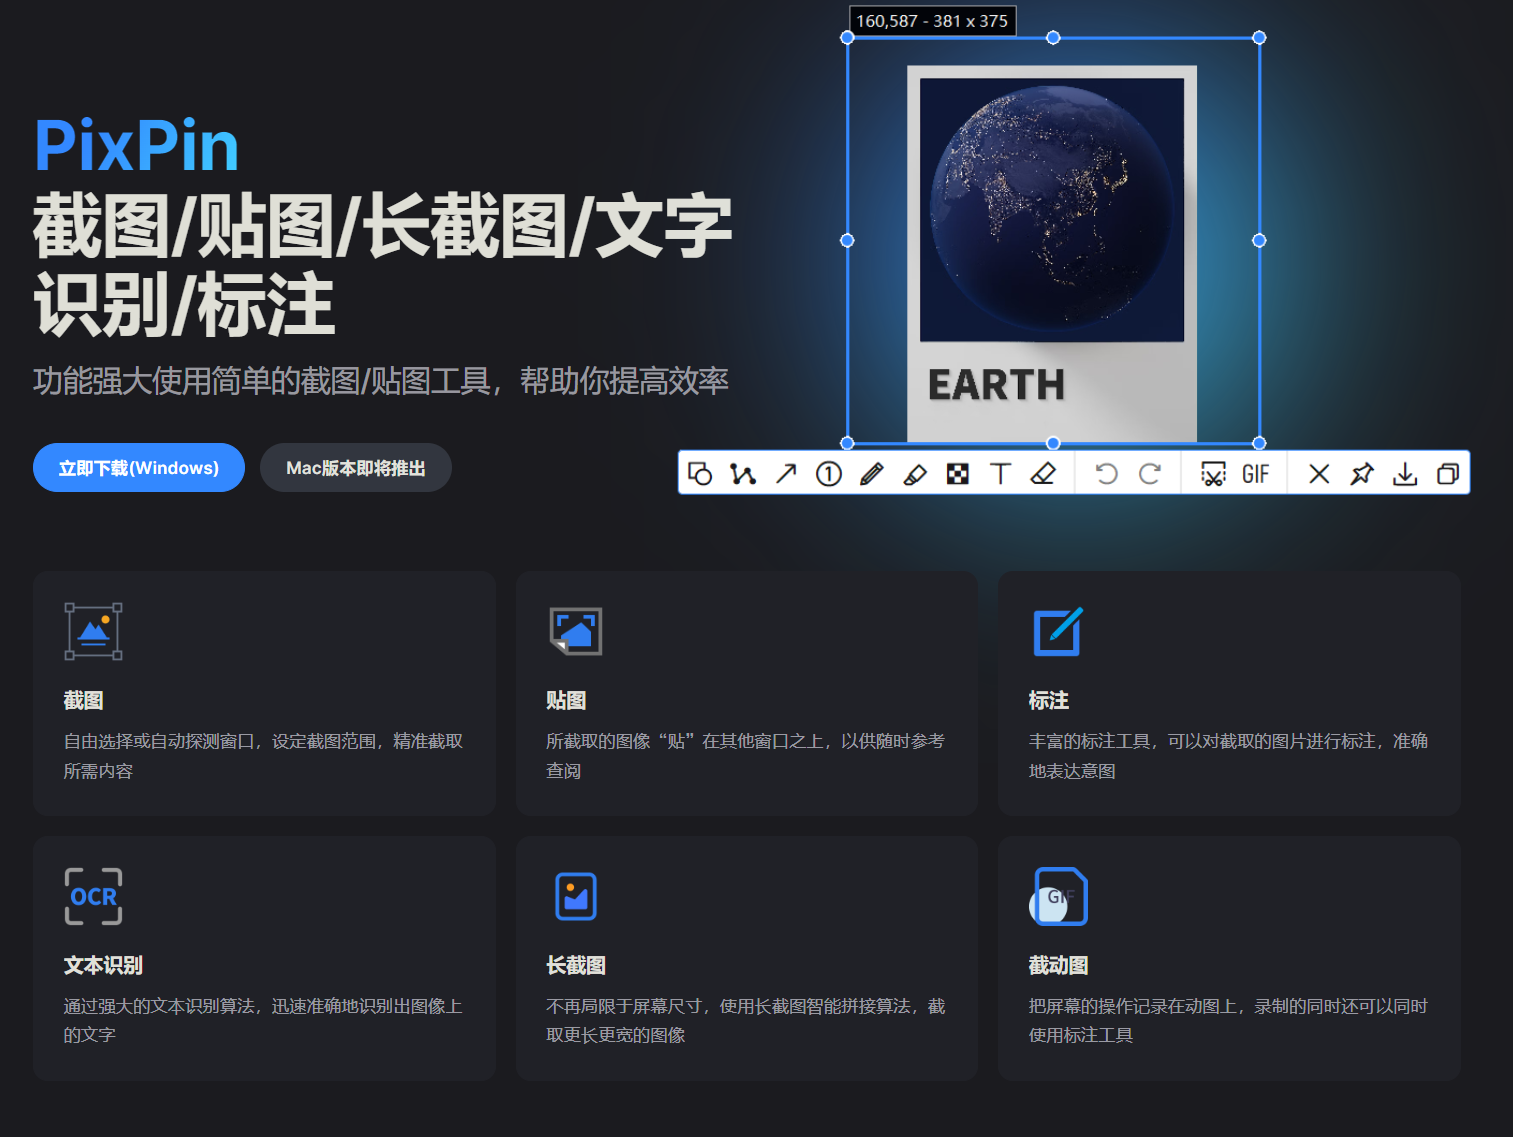 160,587 - 381 x 375
PixPin
截图/贴图/长截图/文字
识别/标注
功能强大使用简单的截图/贴图工具，帮助你提高效率
立即下载(Windows)
Mac版本即将推出
EARTH
1
T
GIF
截图
自由选择或自动探测窗口，设定截图范围，精准截取
所需内容
贴图
所截取的图像“贴”在其他窗口之上，以供随时参考
查阅
标注
丰富的标注工具，可以对截取的图片进行标注，准确
地表达意图
OCR
文本识别
通过强大的文本识别算法，迅速准确地识别出图像上
的文字
长截图
不再局限于屏幕尺寸，使用长截图智能拼接算法，截
取更长更宽的图像
GIF
截动图
把屏幕的操作记录在动图上，录制的同时还可以同时
使用标注工具